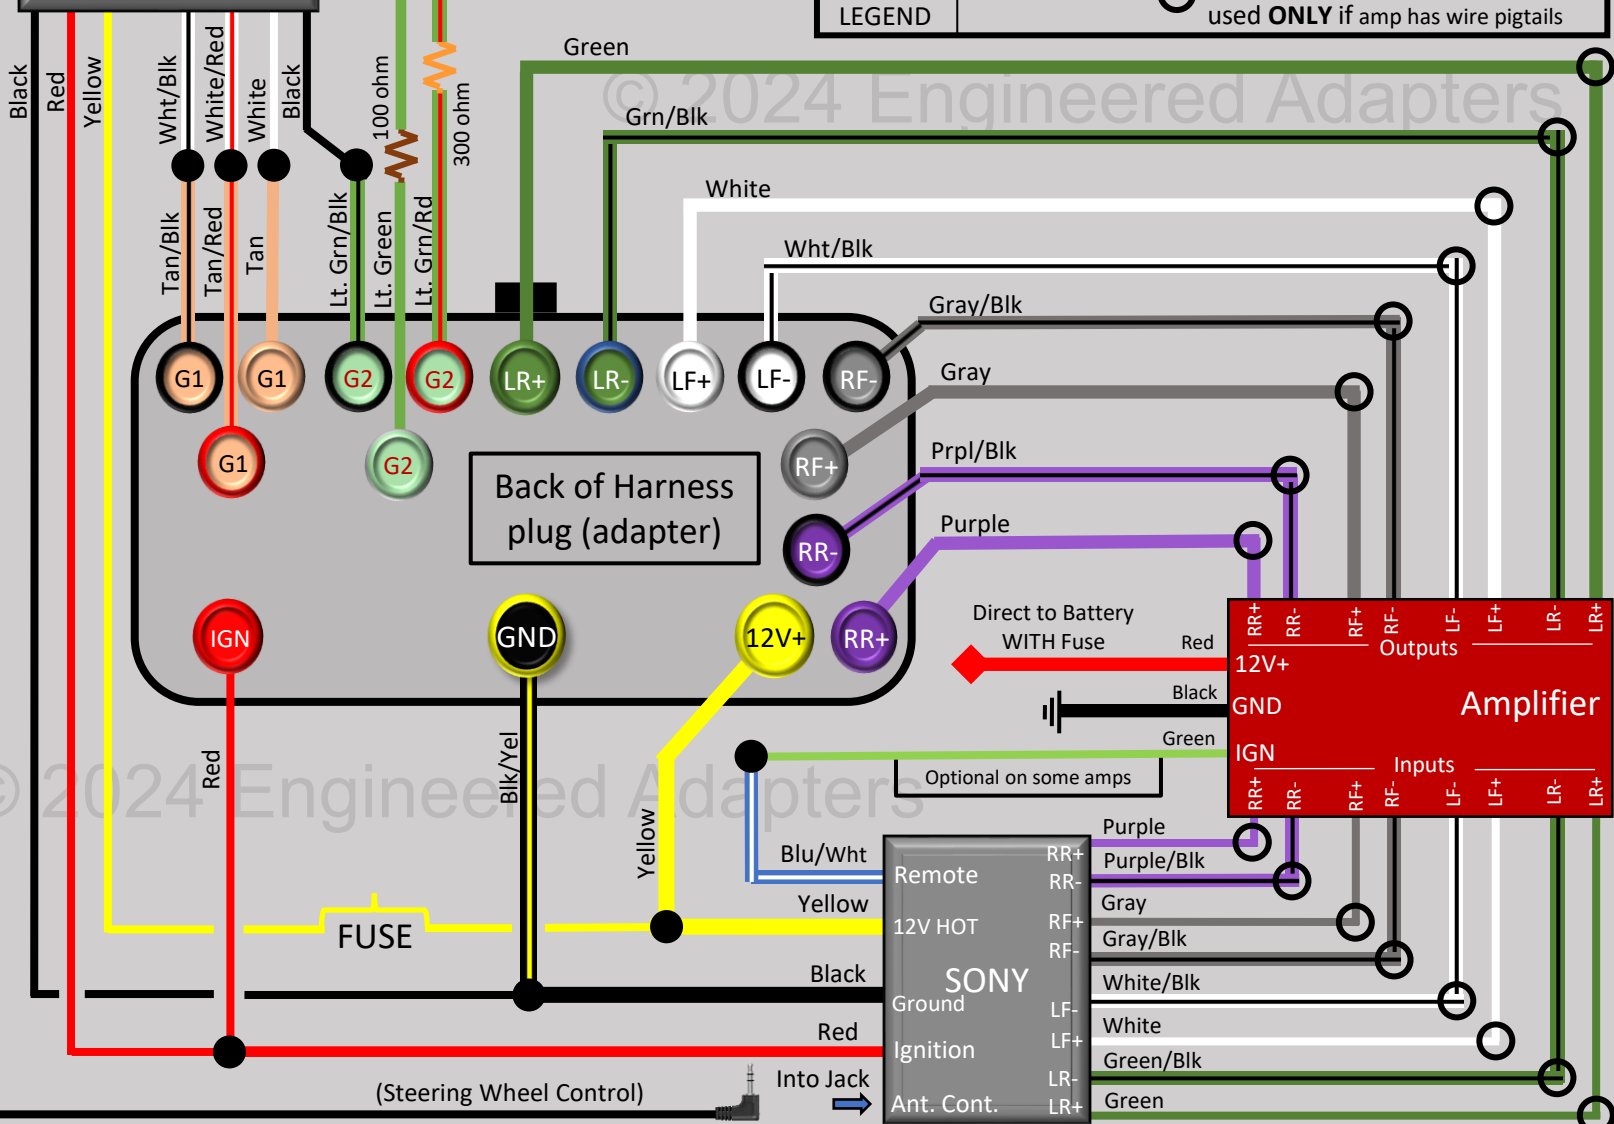 LEGEND
used ONLY if amp has wire pigtails
Black
Red
Yellow
Wht/Blk
White/Red
White
Black
100 ohm
300 ohm
Green
© 2024 Engineered Adapters
Grn/Blk
White
Wht/Blk
Gray/Blk
Gray
Prpl/Blk
Purple
Tan/Blk
Tan/Red
Tan
Lt. Grn/Blk
Lt. Green
Lt. Grn/Rd
G1
G1
G2
G2
LR+
LR-
LF+
LF-
RF-
G1
G2
RF+
Back of Harness
plug (adapter)
RR-
IGN
GND
12V+
RR+
Direct to Battery
WITH Fuse
Red
Black
Green
Optional on some amps
RR+
RR-
RF+
RF-
LF-
LF+
LR-
LR+
Outputs
12V+
GND
Amplifier
IGN
Inputs
RR+
RR-
RF+
RF-
LF-
LF+
LR-
LR+
© 2024 Engineered Adapters
Red
Blk/Yel
Yellow
FUSE
Blu/Wht
Yellow
Black
Red
Remote
12V HOT
SONY
Ground
Ignition
Ant. Cont.
RR+
RR-
RF+
RF-
LF-
LF+
LR-
LR+
Purple
Purple/Blk
Gray
Gray/Blk
White/Blk
White
Green/Blk
Green
(Steering Wheel Control)
Into Jack